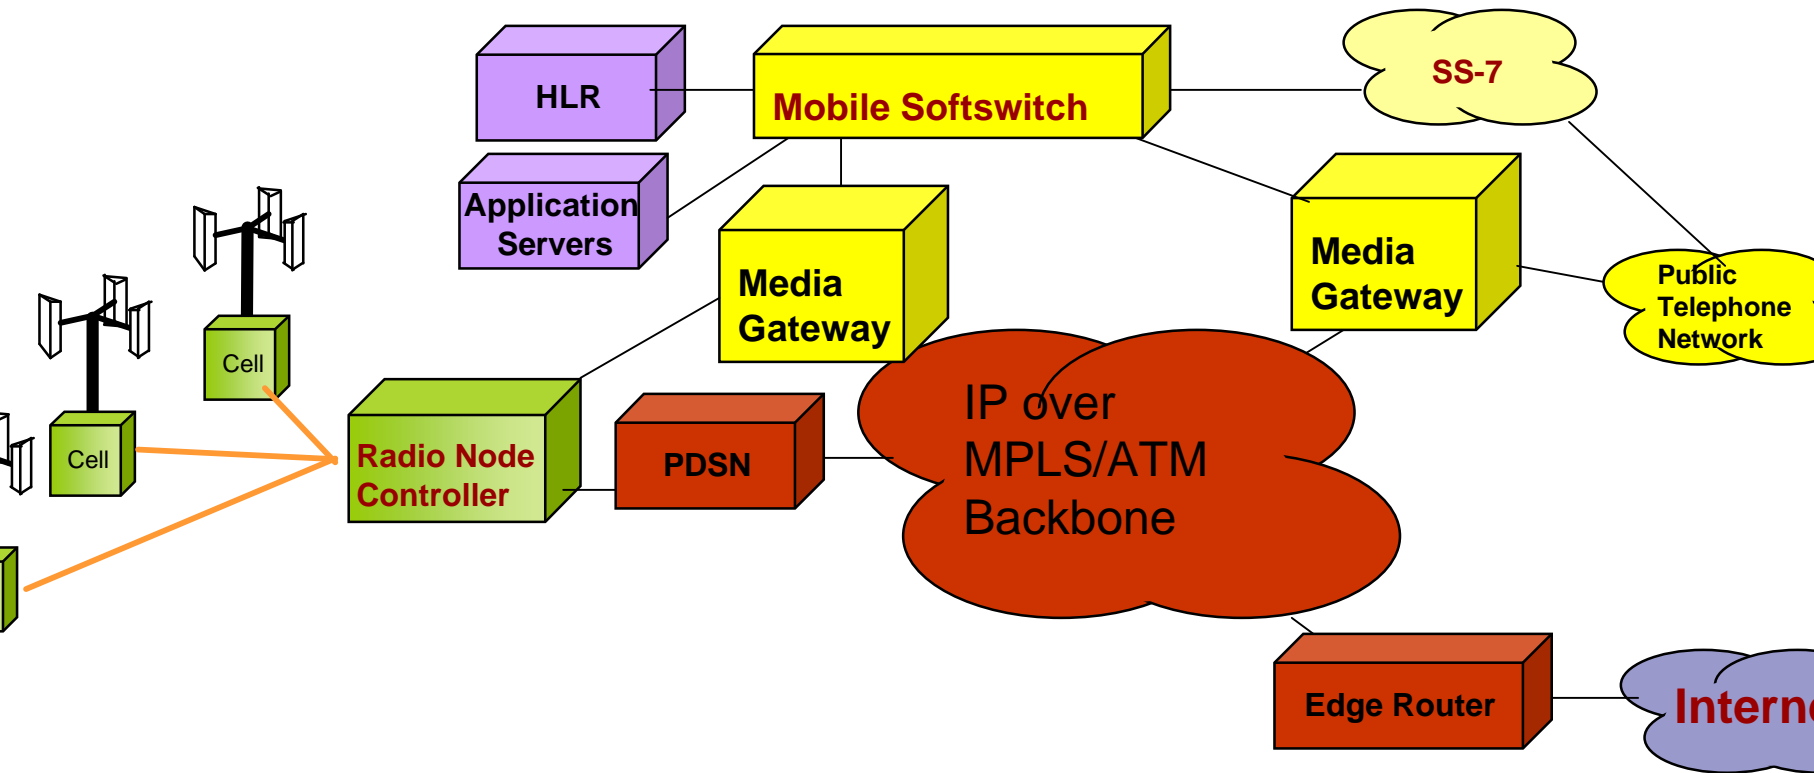 HLR
Mobile Softswitch
SS-7
Application
Servers
Media
Gateway
Media
Gateway
Public
Telephone
Network
Cell
Cell
Radio Node
Controller
PDSN
IP over
MPLS/ATM
Backbone
Edge Router